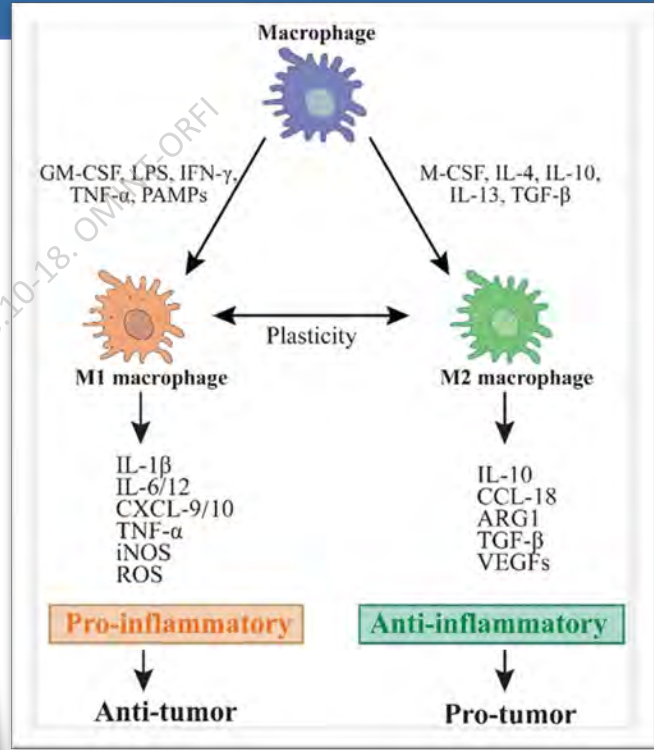 Macrophage
GM-CSF, LPS, IFN-γ,
TNF-α, PAMPs
M-CSF, IL-4, IL-10,
IL-13, TGF-β
Plasticity
M1 macrophage
M2 macrophage
IL-1β
IL-6/12
CXCL-9/10
TNF-α
iNOS
ROS
IL-10
CCL-18
ARG1
TGF-β
VEGFs
Pro-inflammatory
Anti-inflammatory
Anti-tumor
Pro-tumor